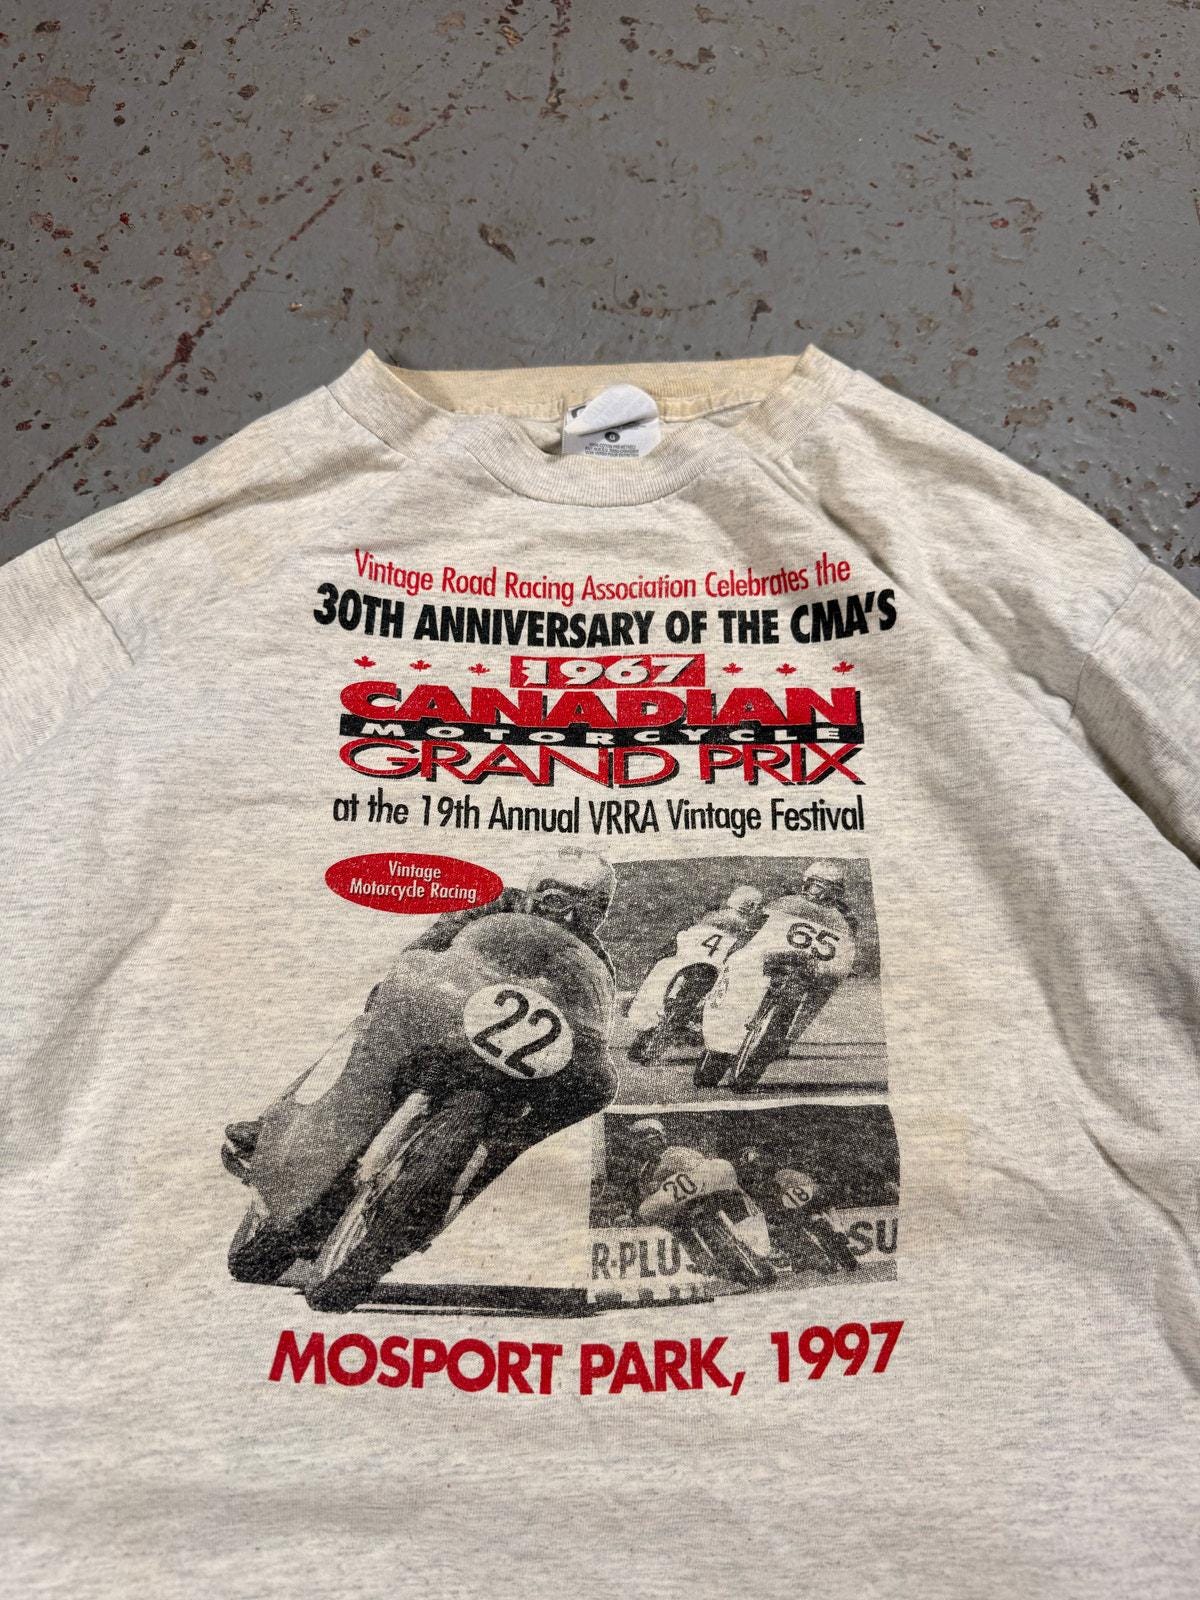 Vintage Road Racing Association Celebrates the
30TH ANNIVERSARY OF THE CMA'S
1967
CANADIAN
MOTORCYCLE
GRAND PRIX
at the 19th Annual VRRA Vintage Festival
Vintage
Motorcycle Racing
4
65
22
20
18
R-PLUS
SU
MOSPORT PARK, 1997